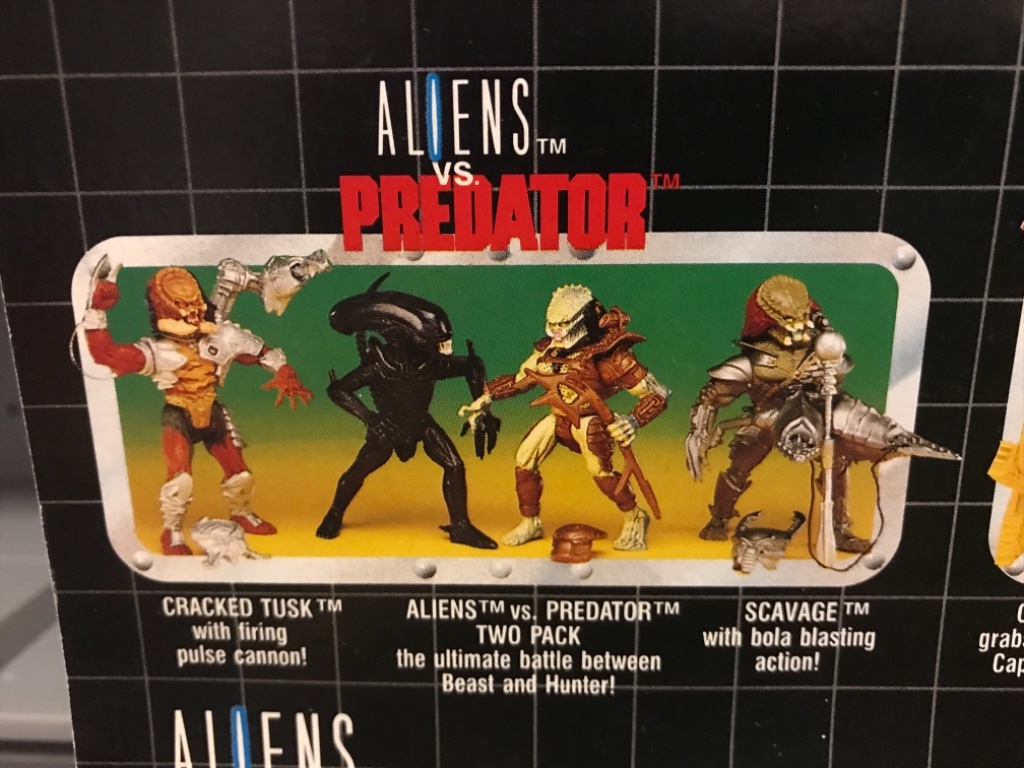 ALIENS™
VS.
PREDATOR™
CRACKED TUSK™
with firing
pulse cannon!
ALIENS™ vs. PREDATOR™
TWO PACK
the ultimate battle between
Beast and Hunter!
SCAVAGE™
with bola blasting
action!
ALIENS